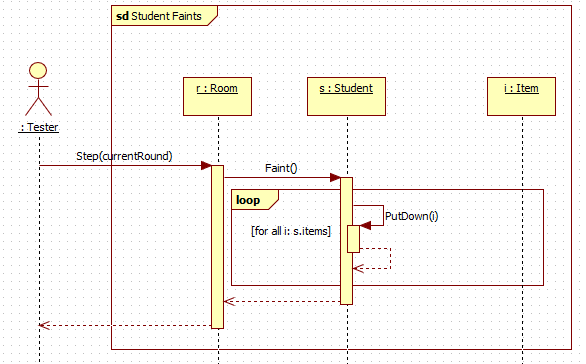 sd Student Faints
r : Room
s : Student
i : Item
: Tester
Step(currentRound)
Faint()
loop
PutDown(i)
[for all i: s.items]